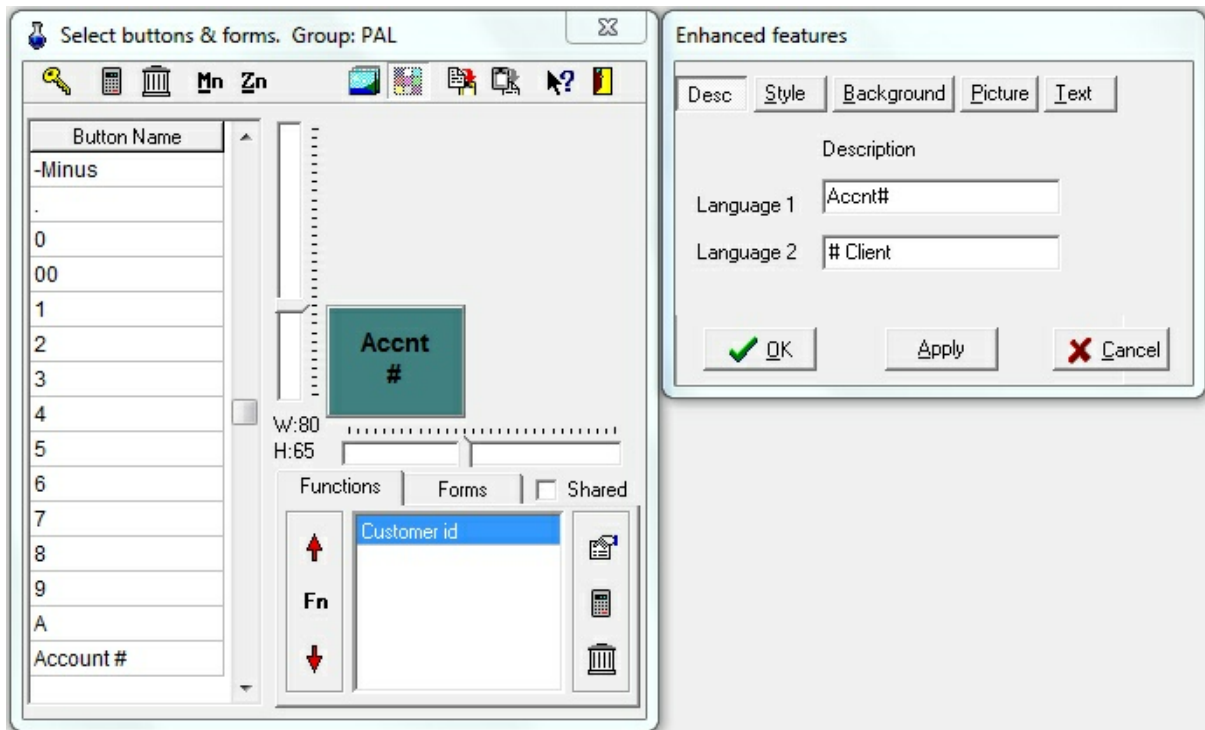 Select buttons & forms. Group: PAL
Mn Zn
Button Name
-Minus
.
0
00
1
2
3
4
5
6
7
8
9
A
Account #
Accnt
#
W:80
H:65
Functions
Forms
Shared
Customer id
Fn
Enhanced features
Desc Style Background Picture Text
Description
Language 1 Accnt#
Language 2 # Client
OK Apply Cancel